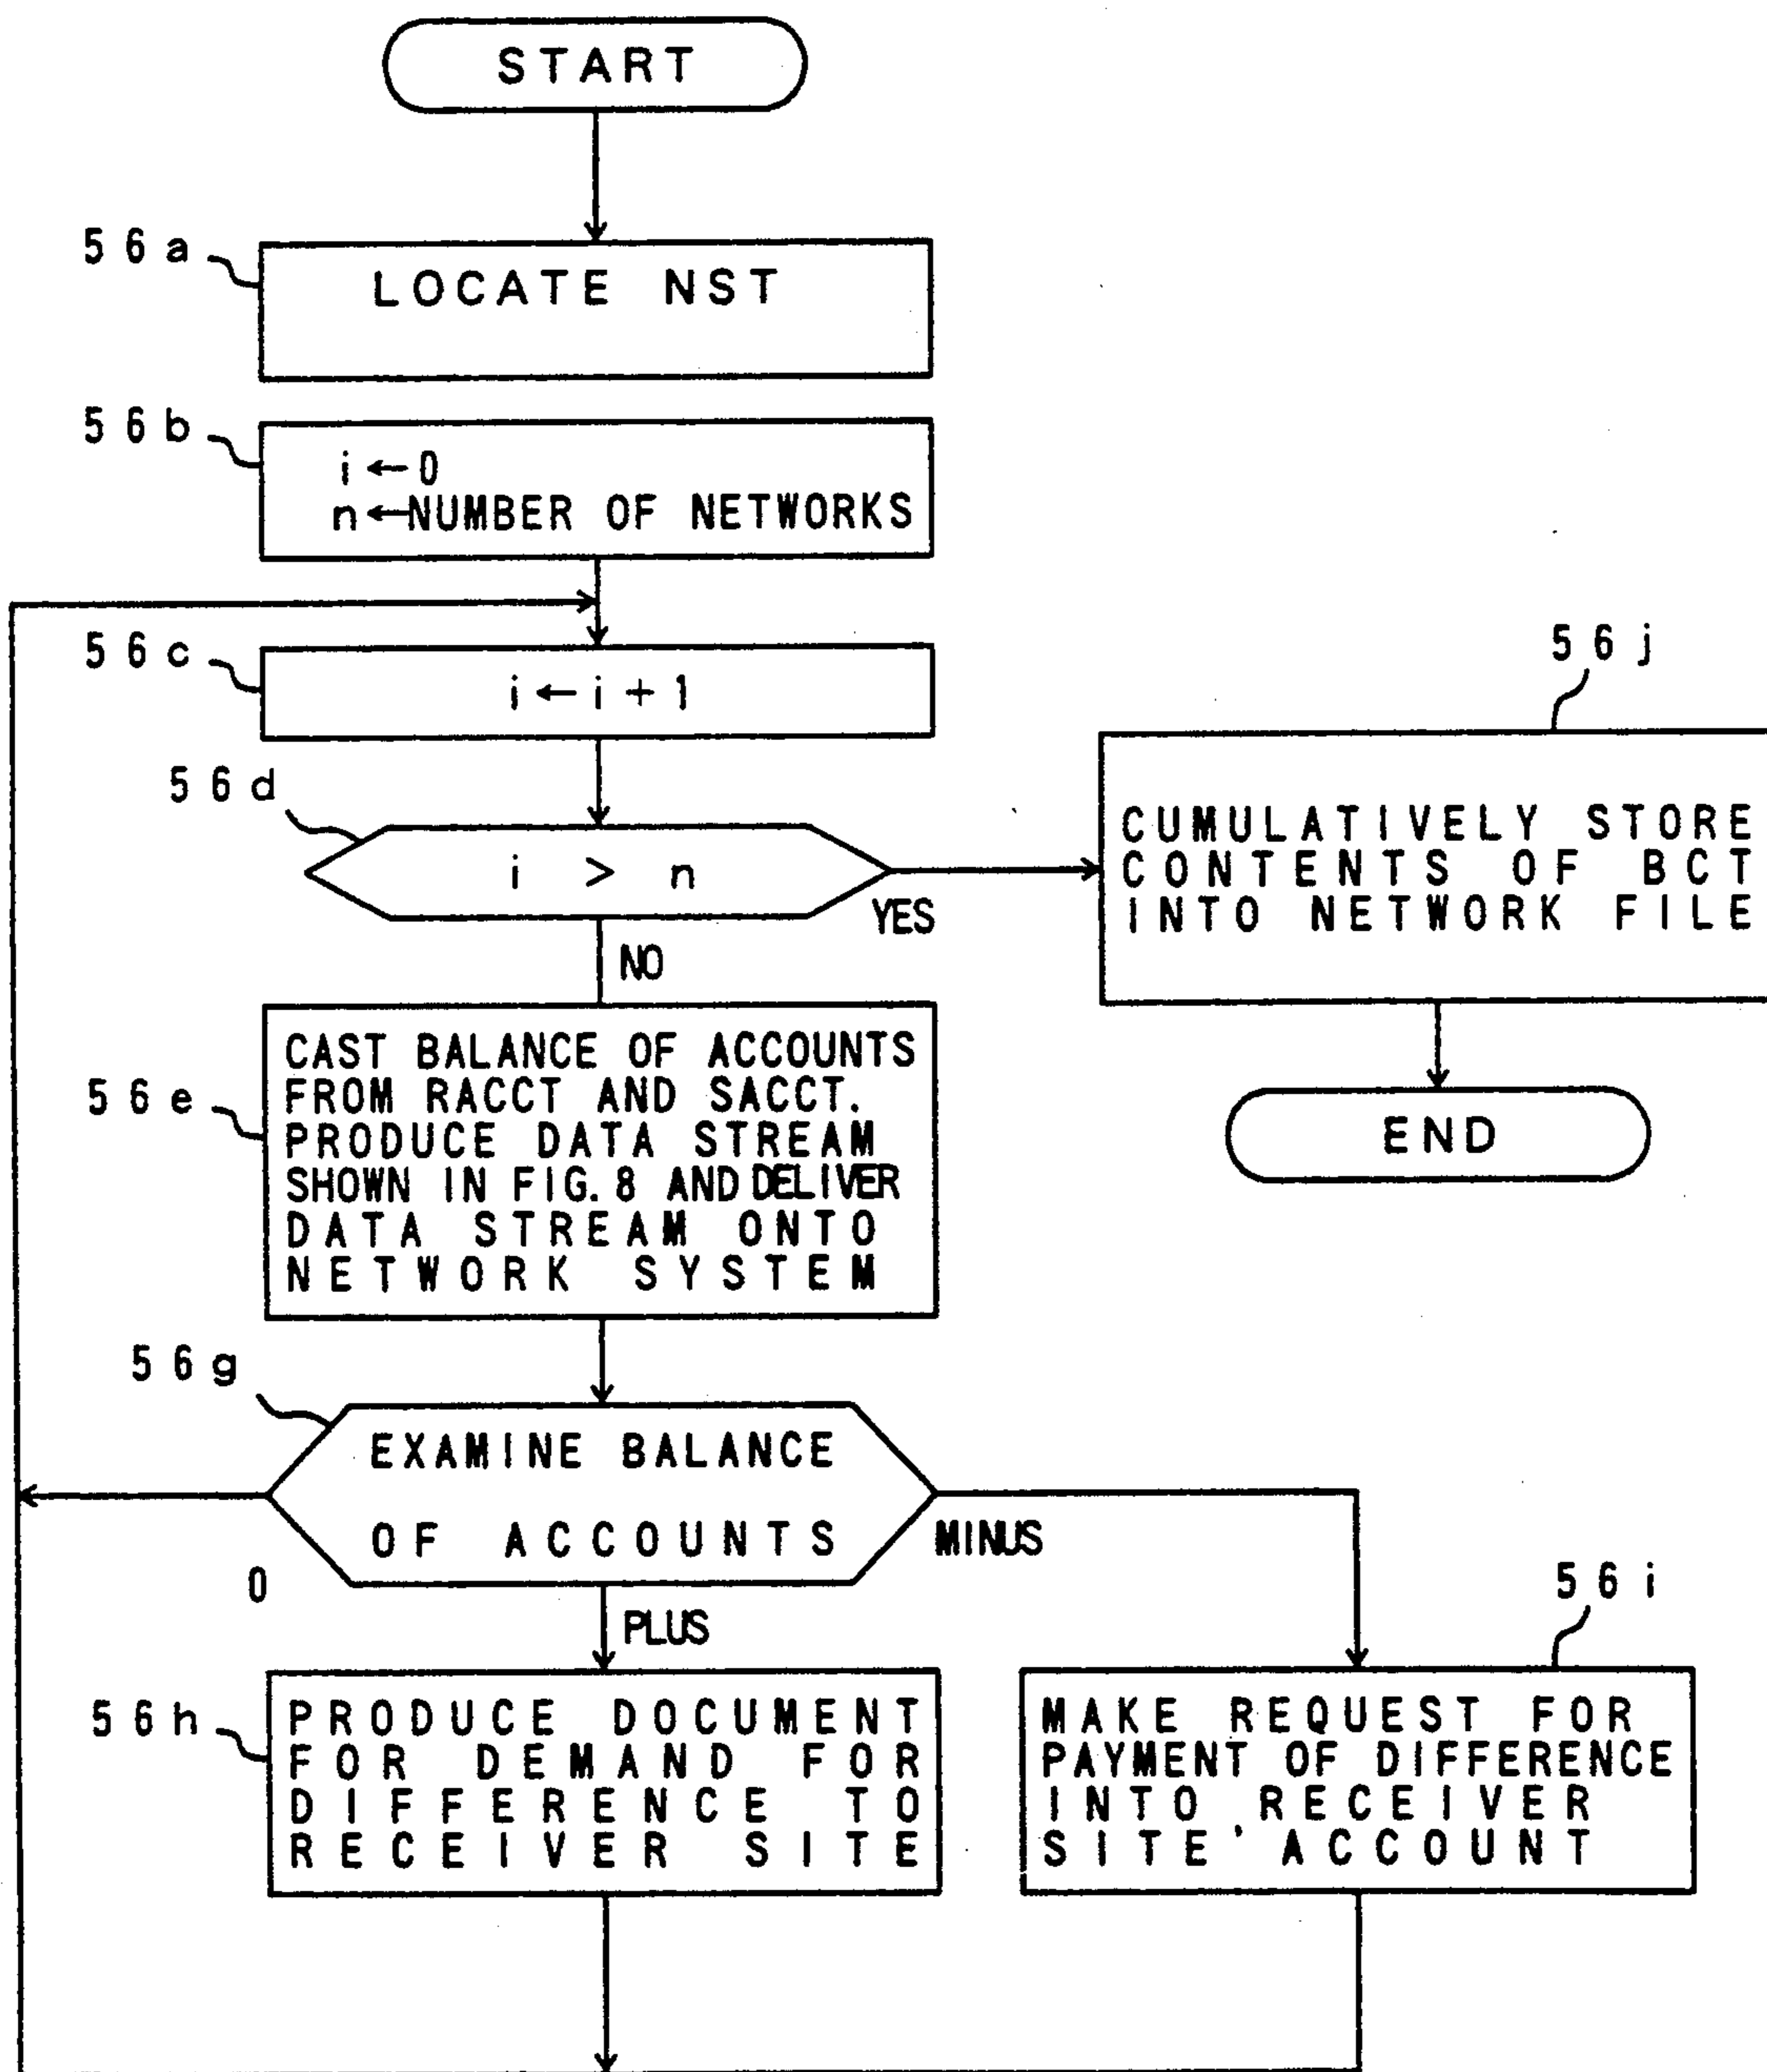 START
56a
LOCATE NST
56b
i ← 0
n ← NUMBER OF NETWORKS
56c
i ← i + 1
56d
i > n
YES
NO
56j
CUMULATIVELY STORE
CONTENTS OF BCT
INTO NETWORK FILE
END
56e
CAST BALANCE OF ACCOUNTS
FROM RACCT AND SACCT.
PRODUCE DATA STREAM
SHOWN IN FIG. 8 AND DELIVER
DATA STREAM ONTO
NETWORK SYSTEM
56g
EXAMINE BALANCE
OF ACCOUNTS
0
MINUS
PLUS
56h
PRODUCE DOCUMENT
FOR DEMAND FOR
DIFFERENCE TO
RECEIVER SITE
56i
MAKE REQUEST FOR
PAYMENT OF DIFFERENCE
INTO RECEIVER
SITE' ACCOUNT